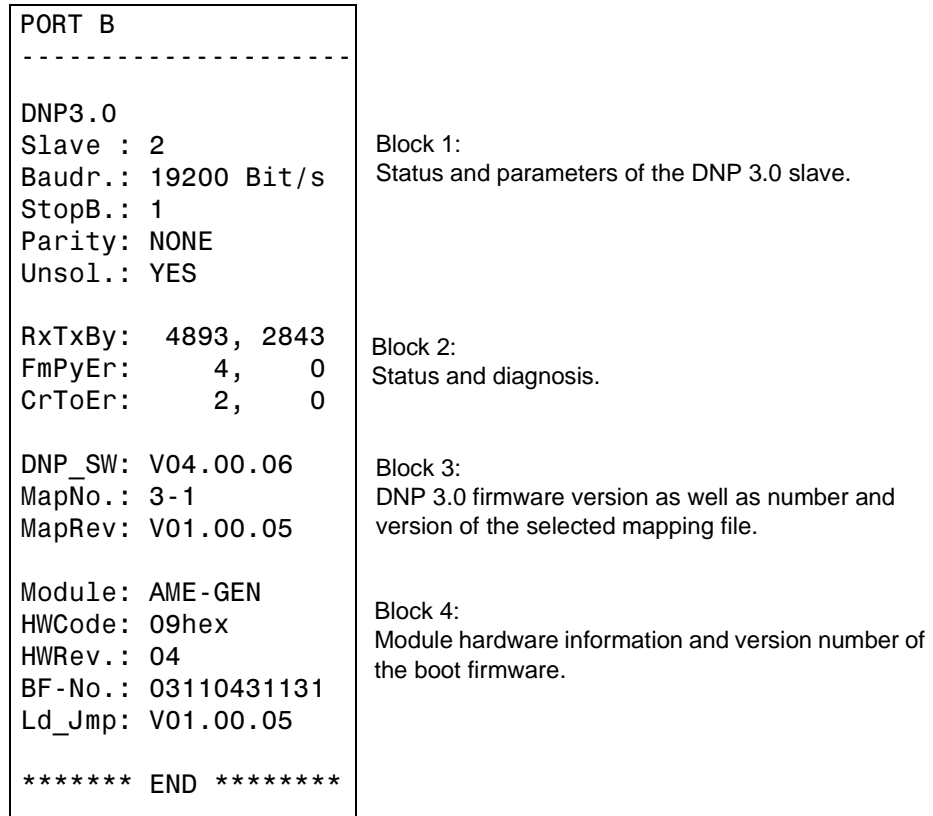 PORT B
---------------------
DNP3.0
Slave : 2
Baudr.: 19200 Bit/s
StopB.: 1
Parity: NONE
Unsol.: YES
Block 1:
Status and parameters of the DNP 3.0 slave.
RxTxBy: 4893, 2843
FmPyEr: 4, 0
CrToEr: 2, 0
Block 2:
Status and diagnosis.
DNP_SW: V04.00.06
MapNo.: 3-1
MapRev: V01.00.05
Block 3:
DNP 3.0 firmware version as well as number and
version of the selected mapping file.
Module: AME-GEN
HWCode: 09hex
HWRev.: 04
BF-No.: 03110431131
Ld_Jmp: V01.00.05
Block 4:
Module hardware information and version number of
the boot firmware.
******* END ********